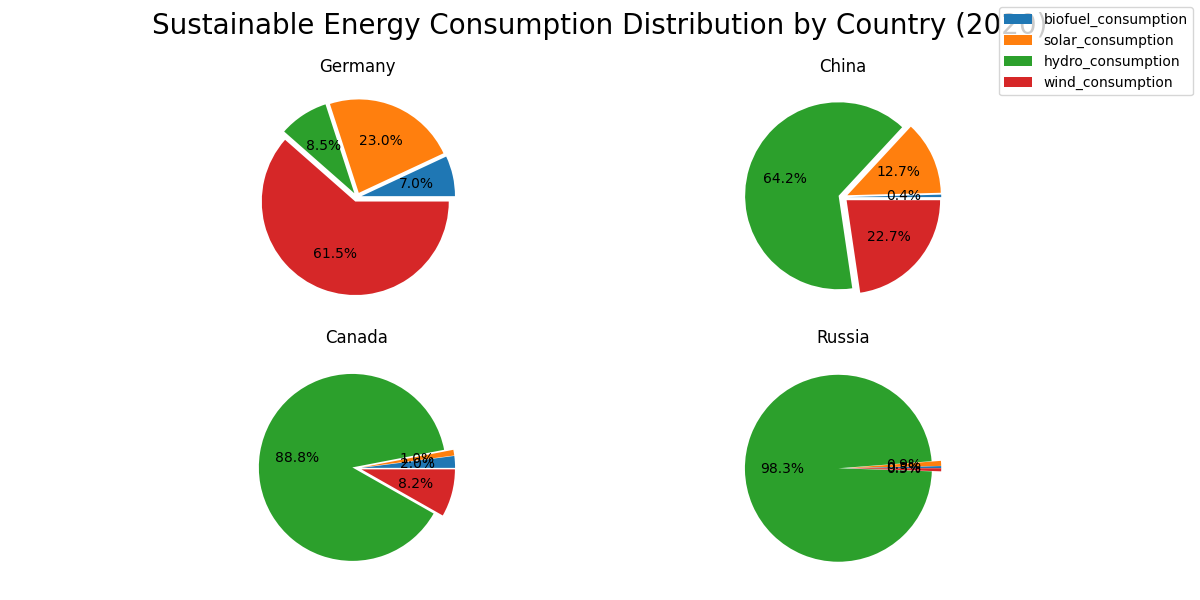 Sustainable Energy Consumption Distribution by Country (2020)
biofuel_consumption
solar_consumption
hydro_consumption
wind_consumption
Germany
23.0%
8.5%
7.0%
61.5%
China
12.7%
64.2%
0.4%
22.7%
Canada
88.8%
1.0%
2.0%
8.2%
Russia
98.3%